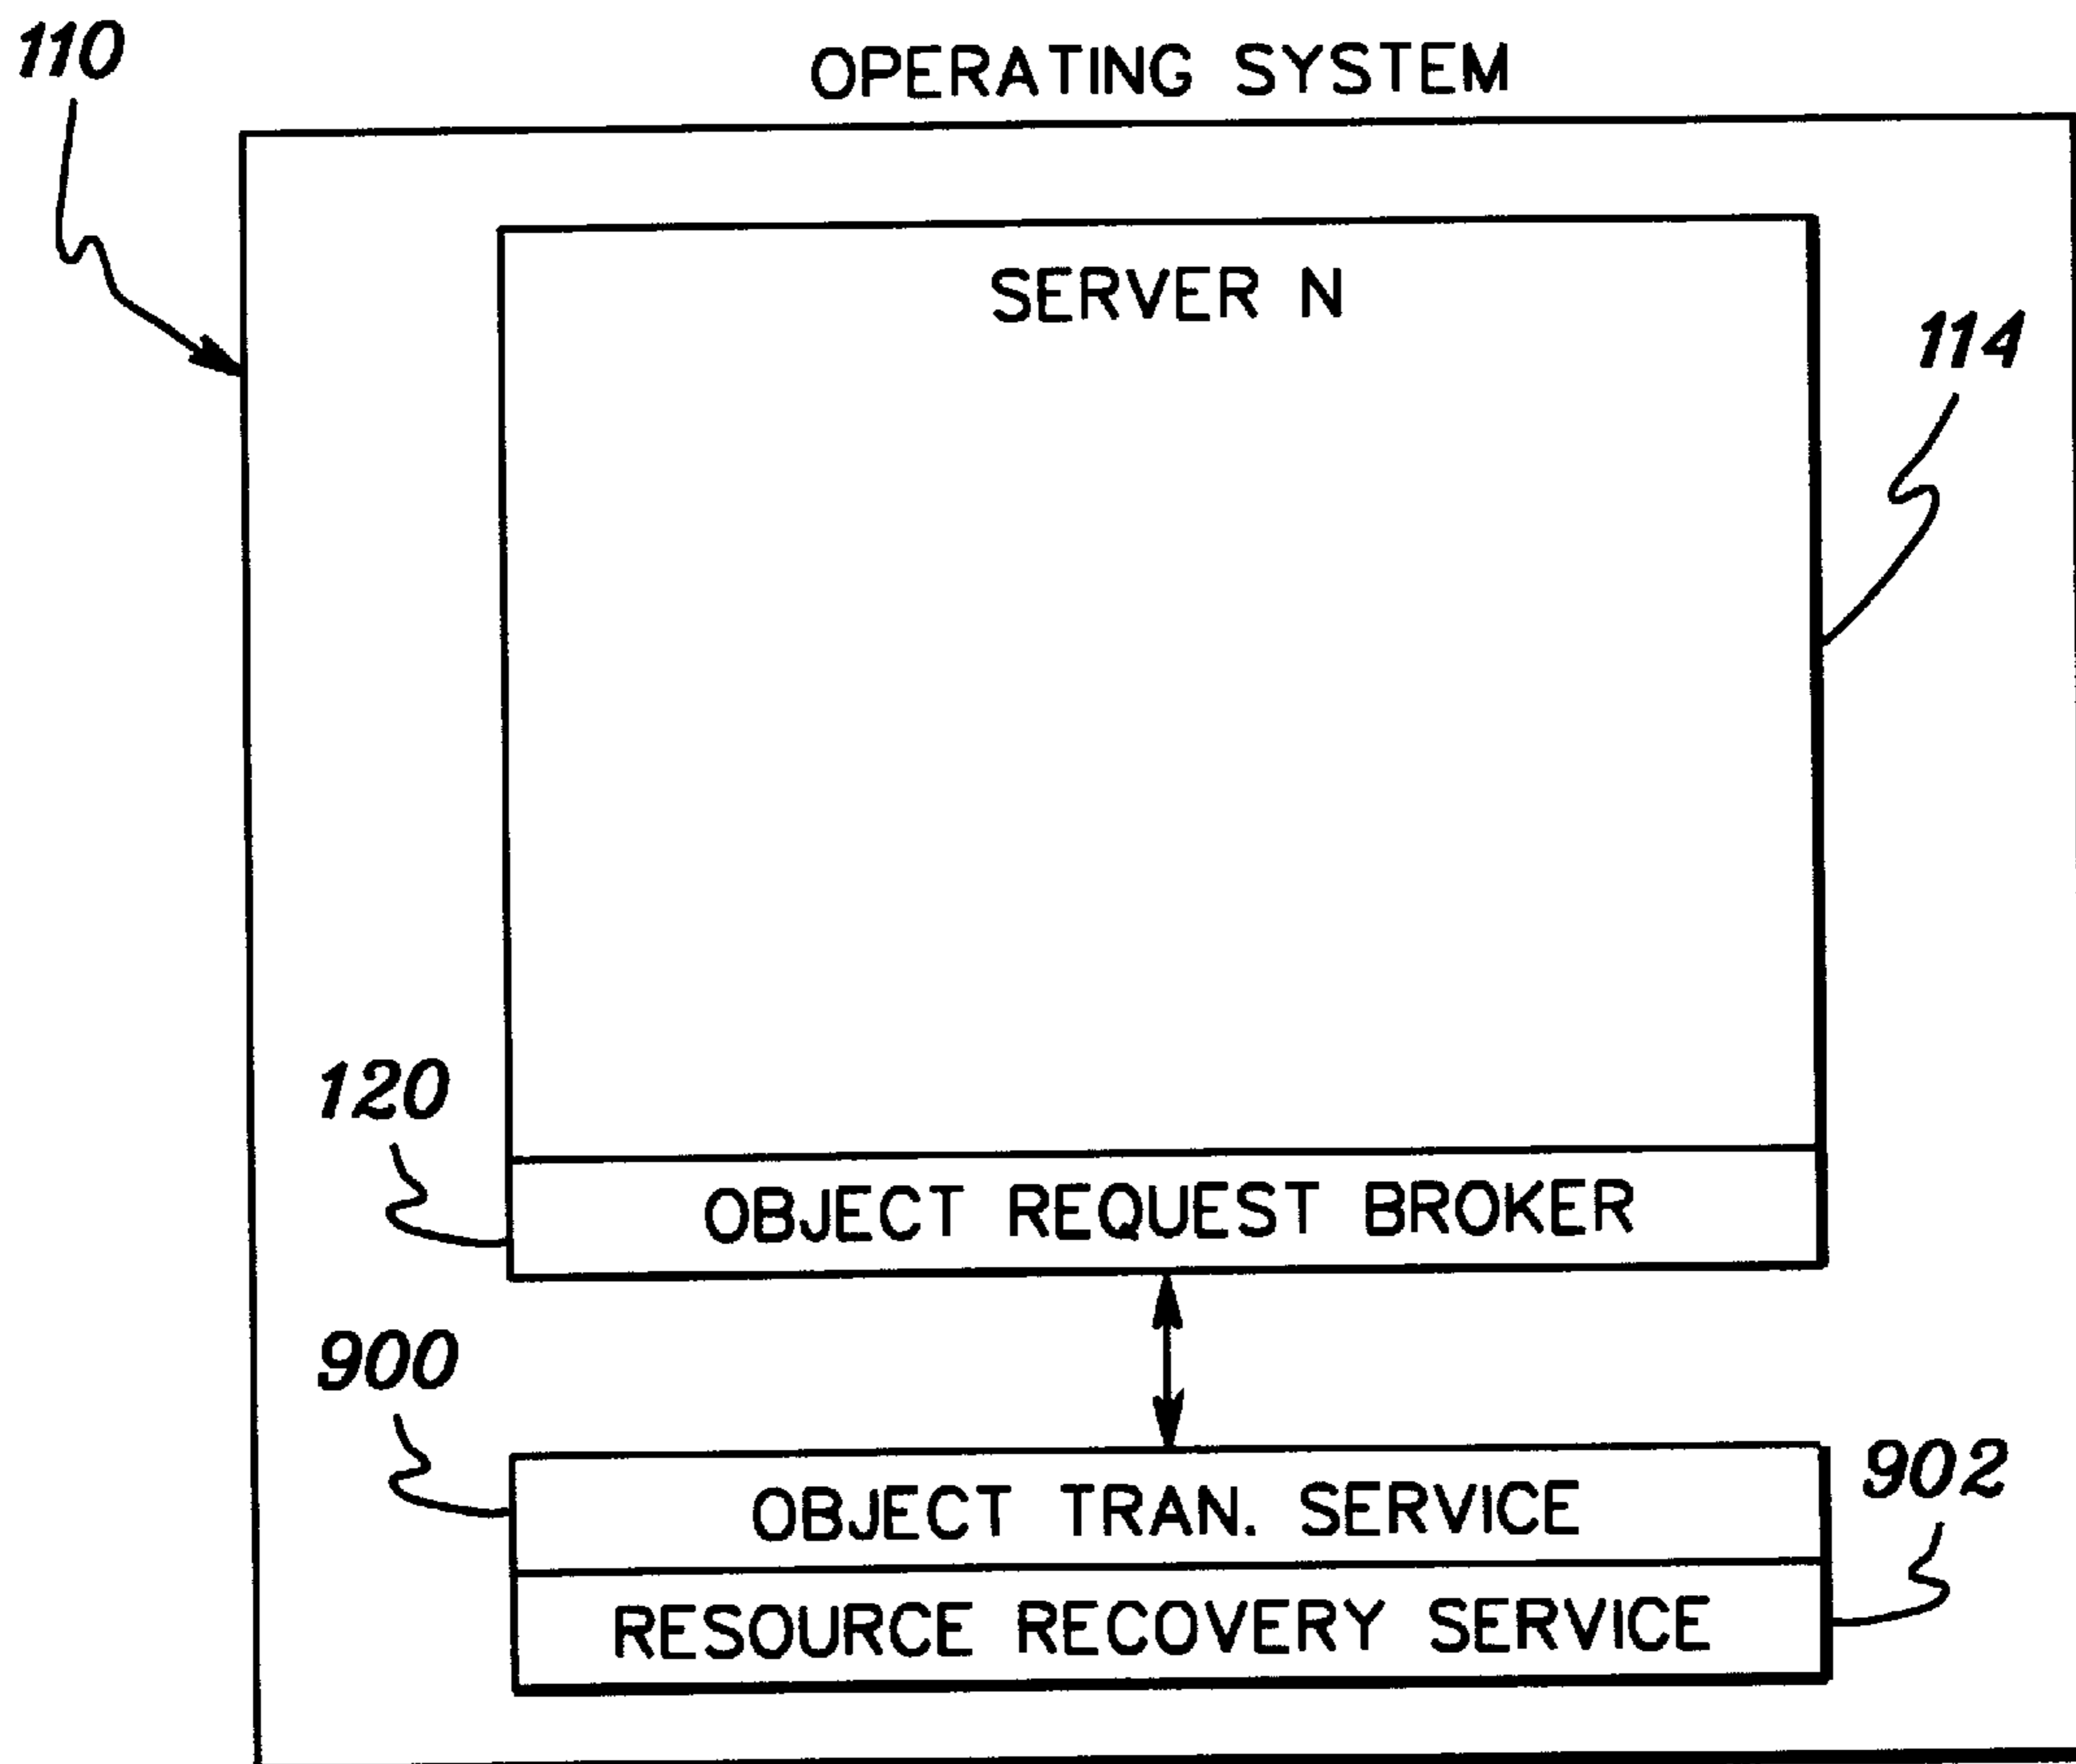 110
OPERATING SYSTEM
SERVER N
114
120
OBJECT REQUEST BROKER
900
OBJECT TRAN. SERVICE
902
RESOURCE RECOVERY SERVICE